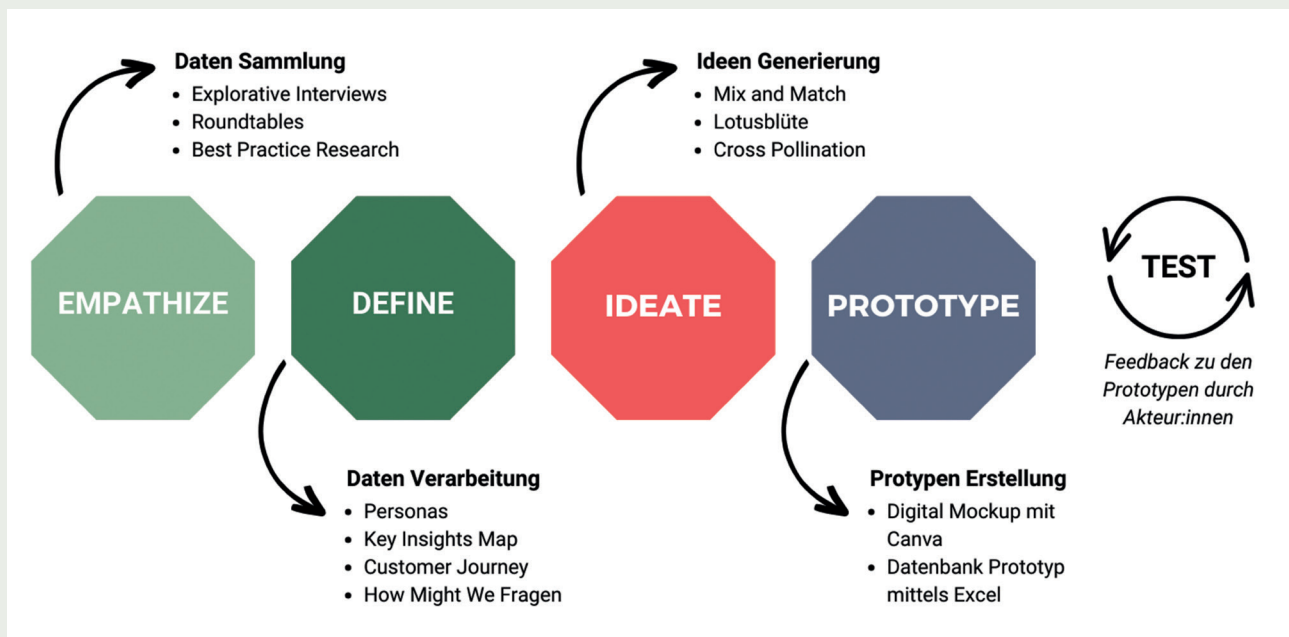 Daten Sammlung
• Explorative Interviews
• Roundtables
• Best Practice Research
Ideen Generierung
• Mix and Match
• Lotusblüte
• Cross Pollination
EMPATHIZE
DEFINE
IDEATE
PROTOTYPE
TEST
Feedback zu den
Prototypen durch
Akteur:innen
Daten Verarbeitung
• Personas
• Key Insights Map
• Customer Journey
• How Might We Fragen
Protypen Erstellung
• Digital Mockup mit
Canva
• Datenbank Prototyp
mittels Excel